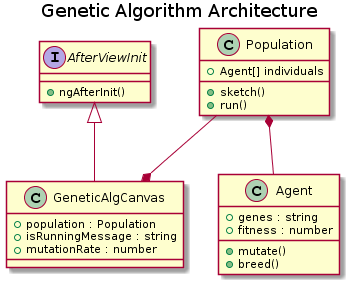 Genetic Algorithm Architecture
I AfterViewInit
ngAfterInit()
C Population
Agent[] individuals
sketch()
run()
C GeneticAlgCanvas
population : Population
isRunningMessage : string
mutationRate : number
C Agent
genes : string
fitness : number
mutate()
breed()